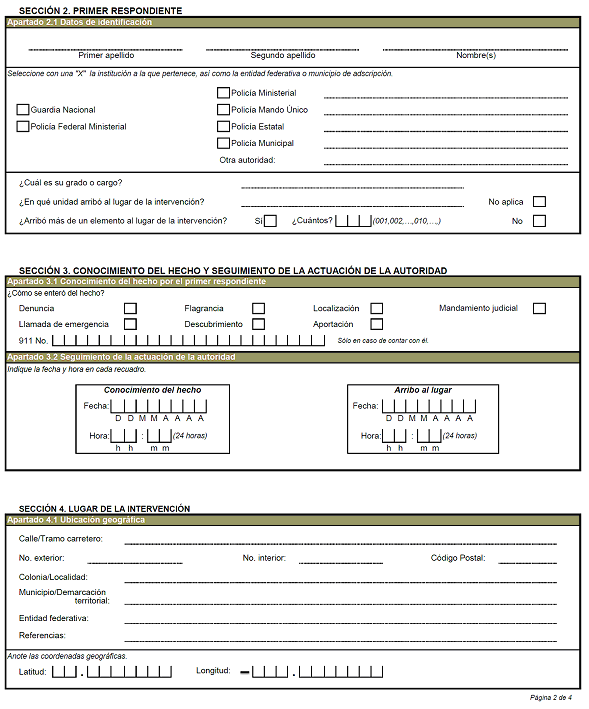 SECCIÓN 2. PRIMER RESPONDIENTE
Apartado 2.1 Datos de identificación
Primer apellido Segundo apellido Nombre(s)
Seleccione con una "X" la institución a la que pertenece, así como la entidad federativa o municipio de adscripción.
Policía Ministerial
Guardia Nacional Policía Mando Único
Policía Federal Ministerial Policía Estatal
Policía Municipal
Otra autoridad:
¿Cuál es su grado o cargo?
¿En qué unidad arribó al lugar de la intervención? No aplica
¿Arribó más de un elemento al lugar de la intervención? Sí ¿Cuántos? (001,002,...,010,...,) No
SECCIÓN 3. CONOCIMIENTO DEL HECHO Y SEGUIMIENTO DE LA ACTUACIÓN DE LA AUTORIDAD
Apartado 3.1 Conocimiento del hecho por el primer respondiente
¿Cómo se enteró del hecho?
Denuncia Flagrancia Localización Mandamiento judicial
Llamada de emergencia Descubrimiento Aportación
911 No. Sólo en caso de contar con él.
Apartado 3.2 Seguimiento de la actuación de la autoridad
Indique la fecha y hora en cada recuadro.
Conocimiento del hecho Arribo al lugar
Fecha: Fecha:
D D M M A A A A D D M M A A A A
Hora: : (24 horas) Hora: : (24 horas)
h h m m h h m m
SECCIÓN 4. LUGAR DE LA INTERVENCIÓN
Apartado 4.1 Ubicación geográfica
Calle/Tramo carretero:
No. exterior: No. interior: Código Postal:
Colonia/Localidad:
Municipio/Demarcación
territorial:
Entidad federativa:
Referencias:
Anote las coordenadas geográficas.
Latitud: . Longitud: – .
Página 2 de 4